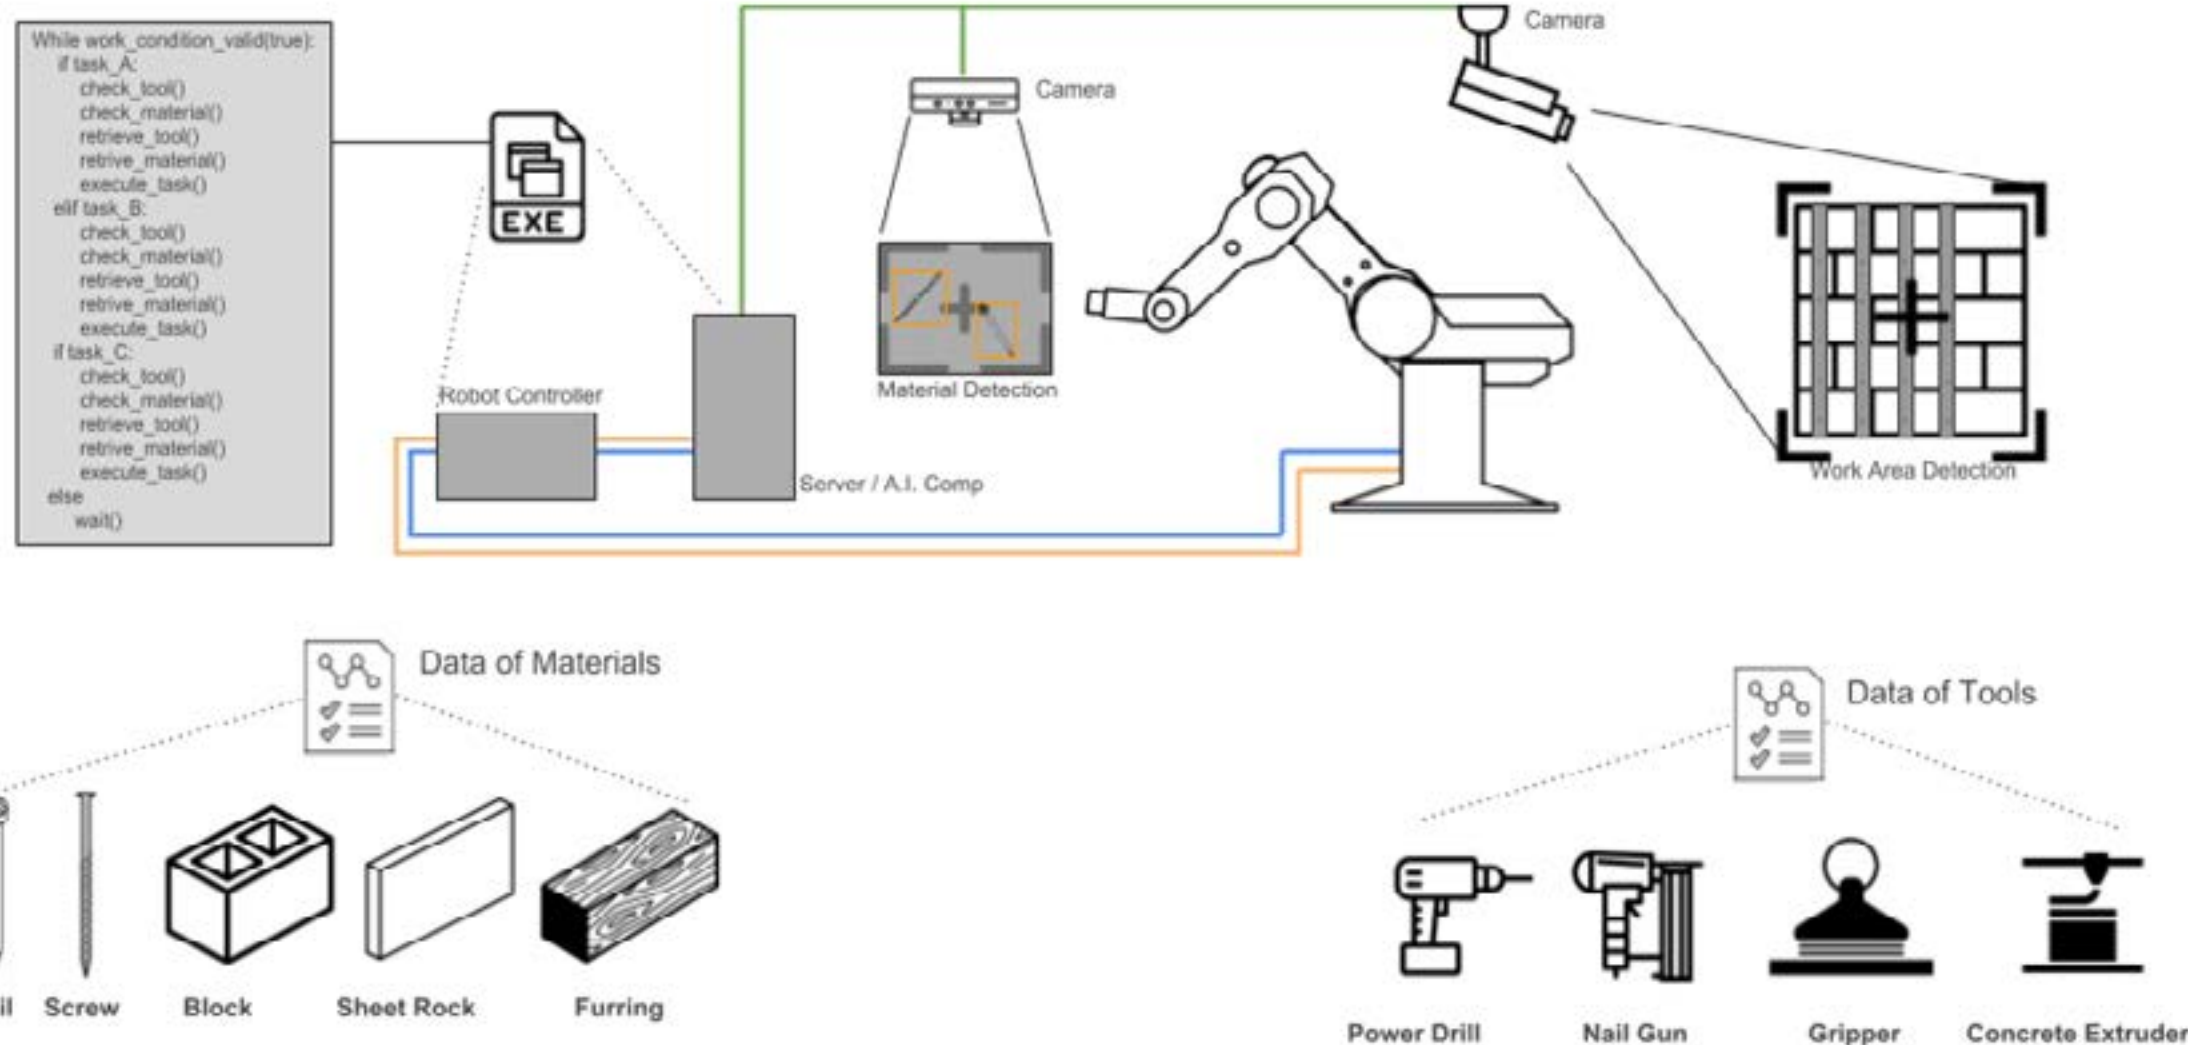 While work_condition_valid(true):
if task_A:
check_tool()
check_material()
retrieve_tool()
retrive_material()
execute_task()
elif task_B:
check_tool()
check_material()
retrieve_tool()
retrive_material()
execute_task()
if task_C:
check_tool()
check_material()
retrieve_tool()
retrive_material()
execute_task()
else
wait()
EXE
Camera
Camera
Material Detection
Robot Controller
Server / A.I. Comp
Work Area Detection
Data of Materials
il
Screw
Block
Sheet Rock
Furring
Data of Tools
Power Drill
Nail Gun
Gripper
Concrete Extruder